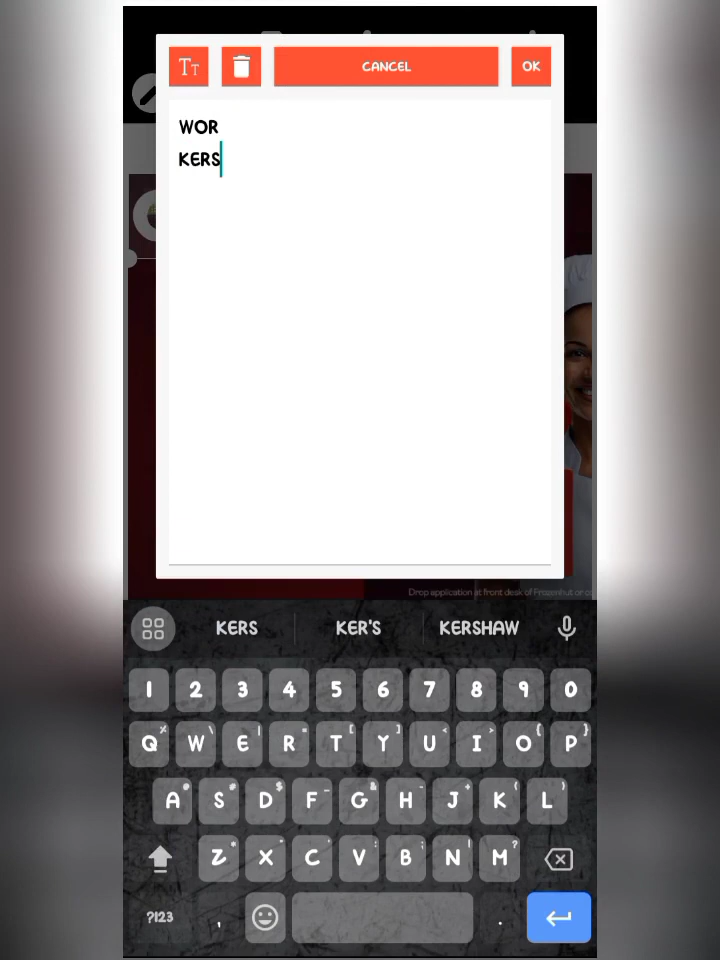 TT
CANCEL
OK
WOR
KERS
Drop application at front desk of Frozenhut or
KERS KER'S KERSHAW
1 2 3 4 5 6 7 8 9 0
Q W E R T Y U I O P
A S D F G H J K L
Z X C V B N M
?123 , .